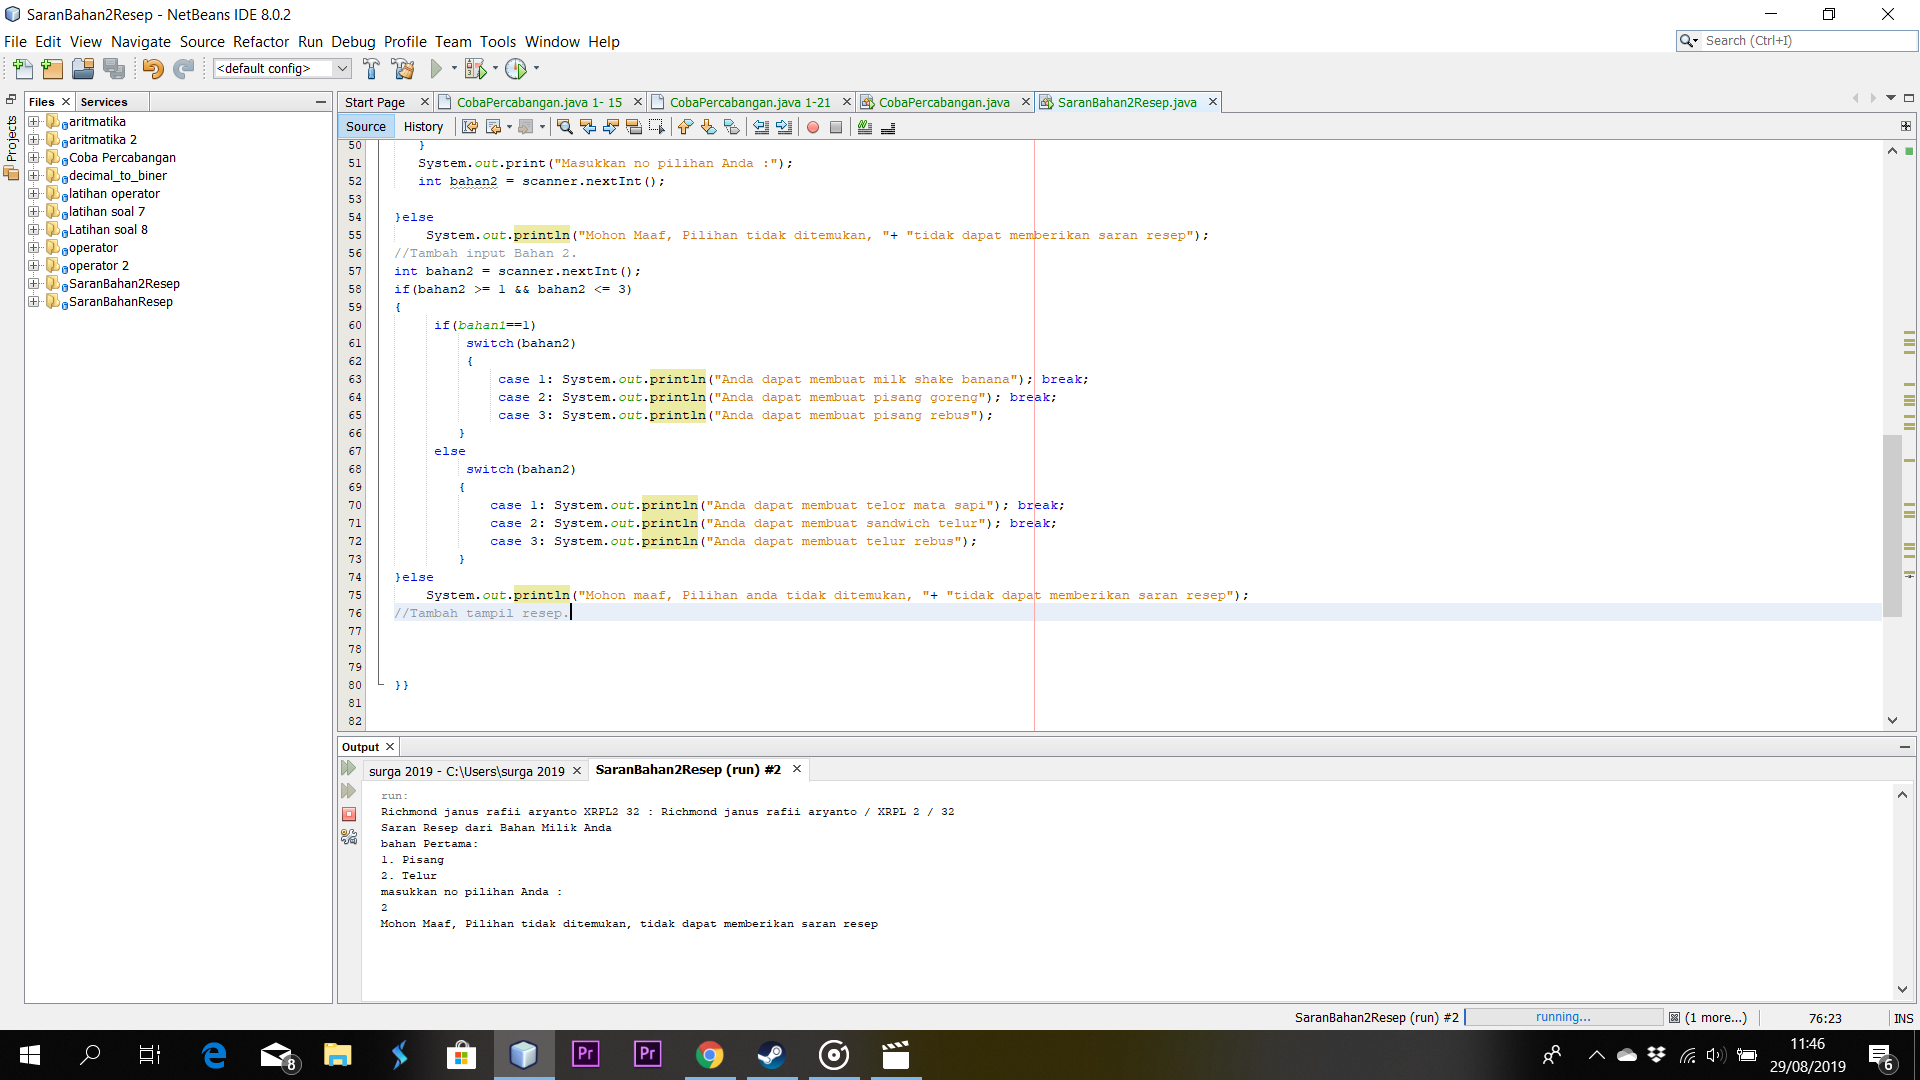 SaranBahan2Resep - NetBeans IDE 8.0.2
File Edit View Navigate Source Refactor Run Debug Profile Team Tools Window Help
Search (Ctrl+I)
<default config>
Files
Services
Projects
aritmatika
aritmatika 2
Coba Percabangan
decimal_to_biner
latihan operator
latihan soal 7
Latihan soal 8
operator
operator 2
SaranBahan2Resep
SaranBahanResep
Start Page
CobaPercabangan.java 1- 15
CobaPercabangan.java 1-21
CobaPercabangan.java
SaranBahan2Resep.java
Source History
50 }
51 System.out.print("Masukkan no pilihan Anda :");
52 int bahan2 = scanner.nextInt();
53
54 }else
55 System.out.println("Mohon Maaf, Pilihan tidak ditemukan, "+ "tidak dapat memberikan saran resep");
56 //Tambah input Bahan 2.
57 int bahan2 = scanner.nextInt();
58 if(bahan2 >= 1 && bahan2 <= 3)
59 {
60 if(bahan1==1)
61 switch(bahan2)
62 {
63 case 1: System.out.println("Anda dapat membuat milk shake banana"); break;
64 case 2: System.out.println("Anda dapat membuat pisang goreng"); break;
65 case 3: System.out.println("Anda dapat membuat pisang rebus");
66 }
67 else
68 switch(bahan2)
69 {
70 case 1: System.out.println("Anda dapat membuat telor mata sapi"); break;
71 case 2: System.out.println("Anda dapat membuat sandwich telur"); break;
72 case 3: System.out.println("Anda dapat membuat telur rebus");
73 }
74 }else
75 System.out.println("Mohon maaf, Pilihan anda tidak ditemukan, "+ "tidak dapat memberikan saran resep");
76 //Tambah tampil resep.
77
78
79
80 }}
81
82
Output
surga 2019 - C:\Users\surga 2019
SaranBahan2Resep (run) #2
run:
Richmond janus rafii aryanto XRPL2 32 : Richmond janus rafii aryanto / XRPL 2 / 32
Saran Resep dari Bahan Milik Anda
bahan Pertama:
1. Pisang
2. Telur
masukkan no pilihan Anda :
2
Mohon Maaf, Pilihan tidak ditemukan, tidak dapat memberikan saran resep
SaranBahan2Resep (run) #2
running...
(1 more...)
76:23
INS
8
Pr
Pr
11:46
29/08/2019
6